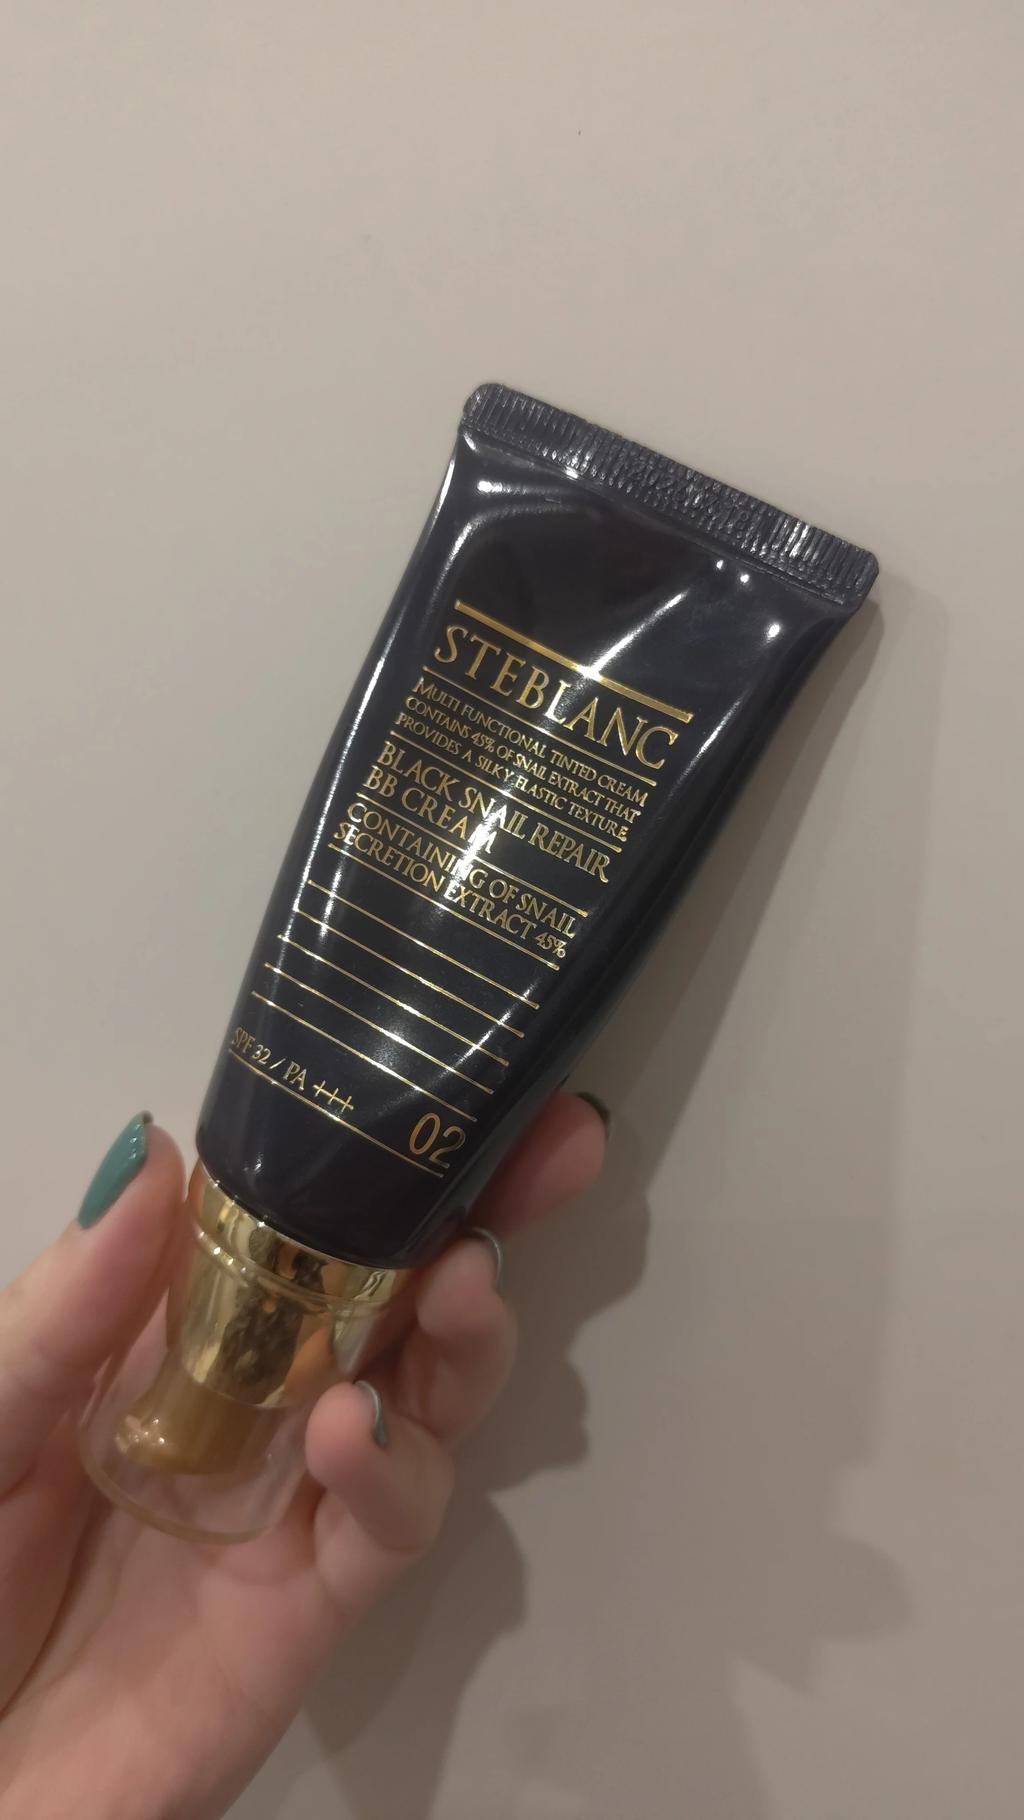 STEBLANC
MULTI FUNCTIONAL TINTED CREAM
CONTAINS 45% OF SNAIL EXTRACT THAT
PROVIDES A SILKY ELASTIC TEXTURE.
BLACK SNAIL REPAIR
BB CREAM
CONTAINING OF SNAIL
SECRETION EXTRACT 45%
SPF 32 / PA +++
02